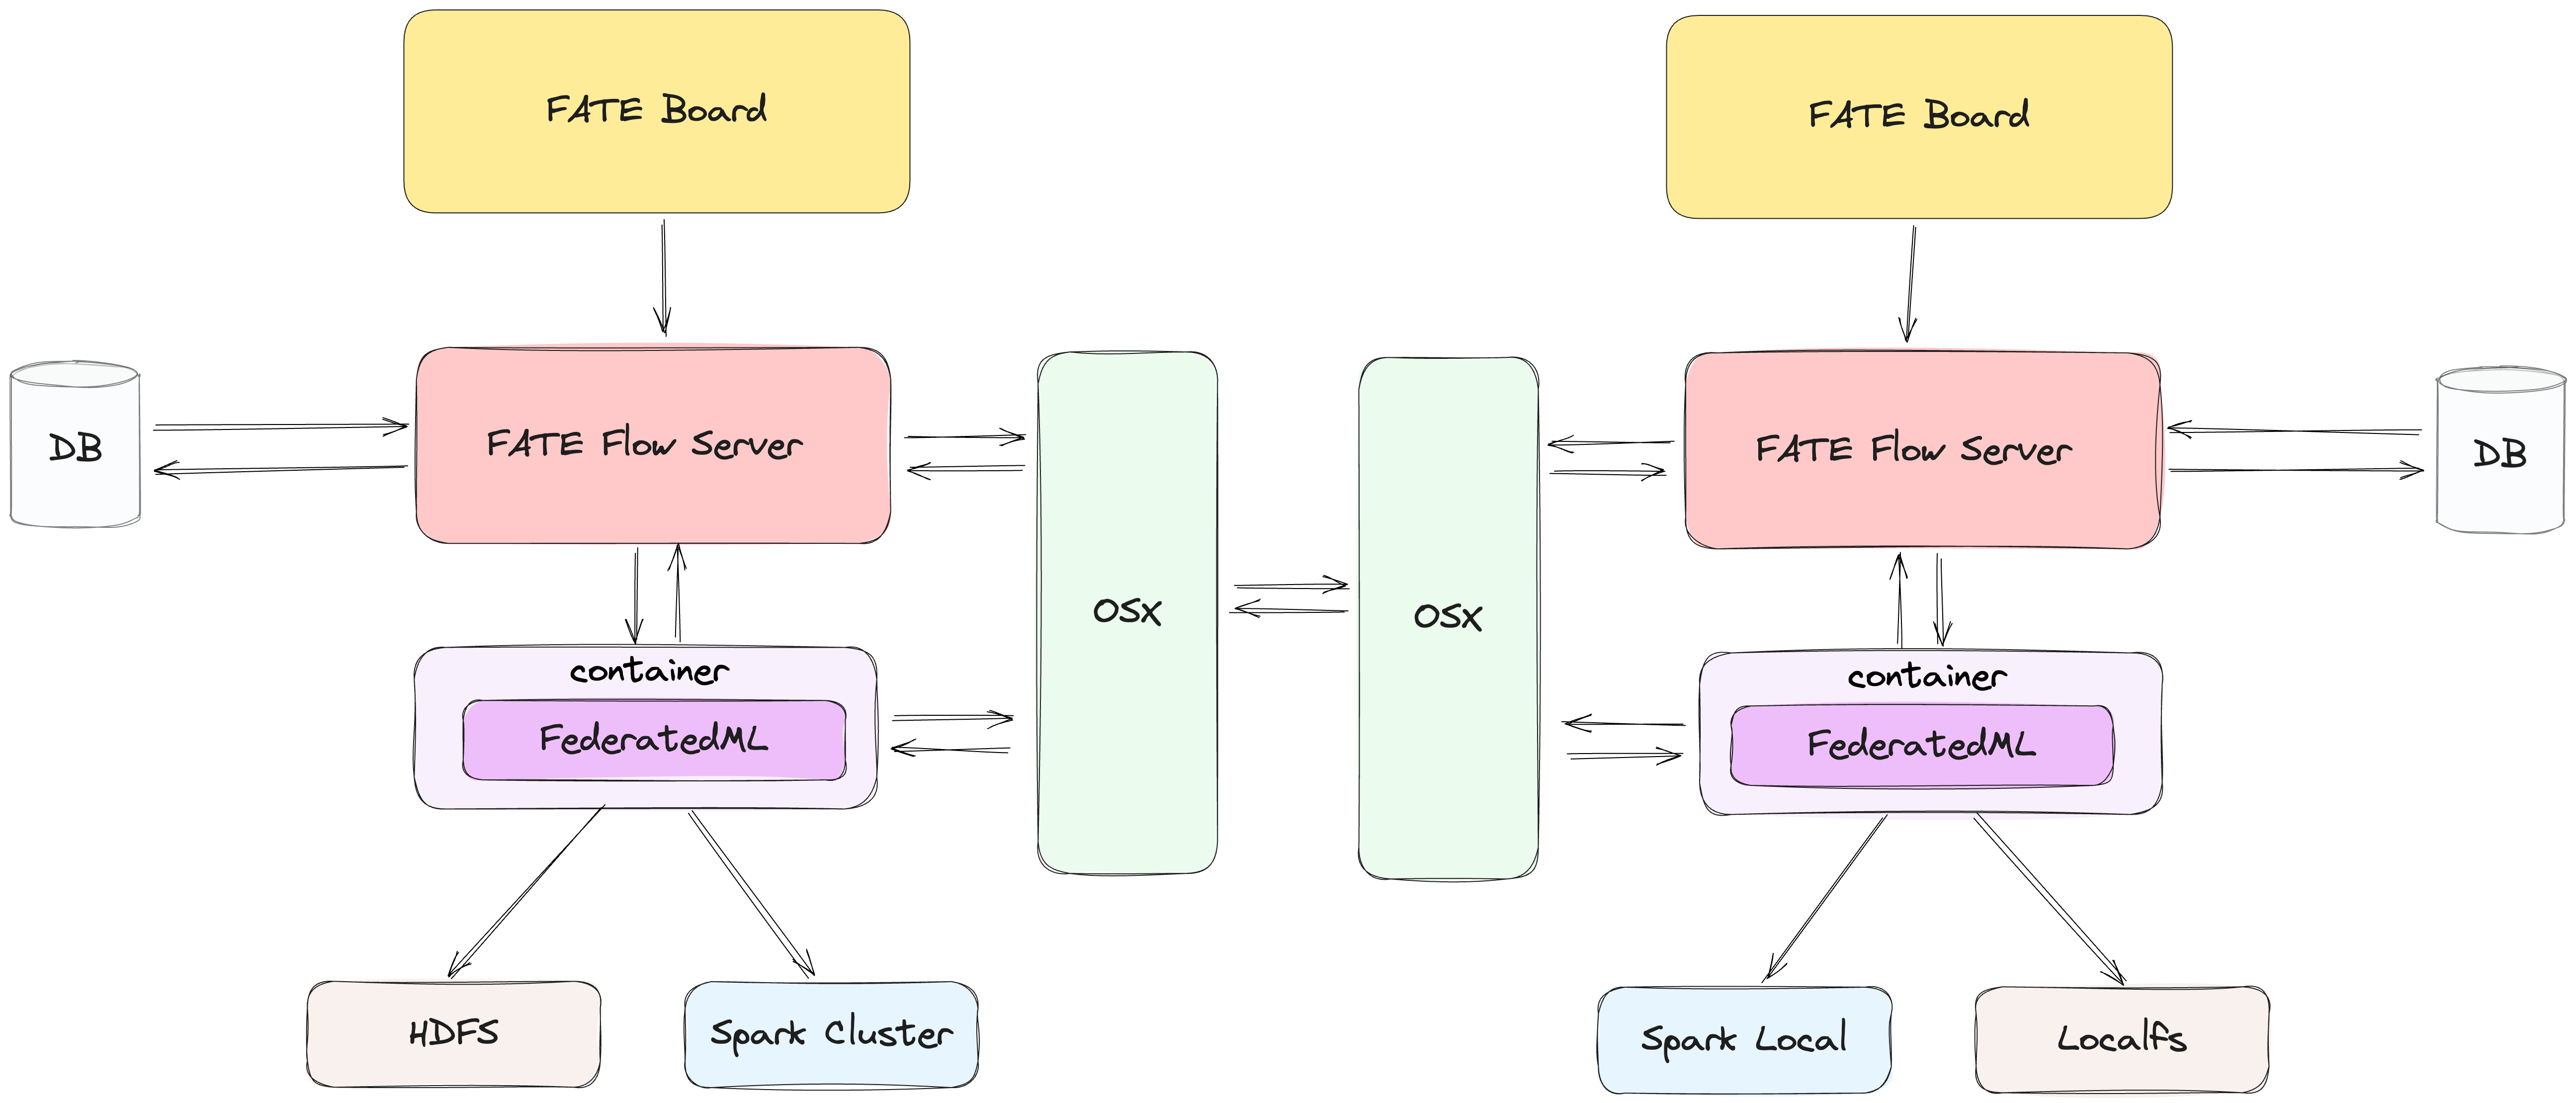 FATE Board
FATE Board
DB
FATE Flow Server
FATE Flow Server
DB
OSX
OSX
container
FederatedML
container
FederatedML
HDFS
Spark Cluster
Spark Local
Localfs